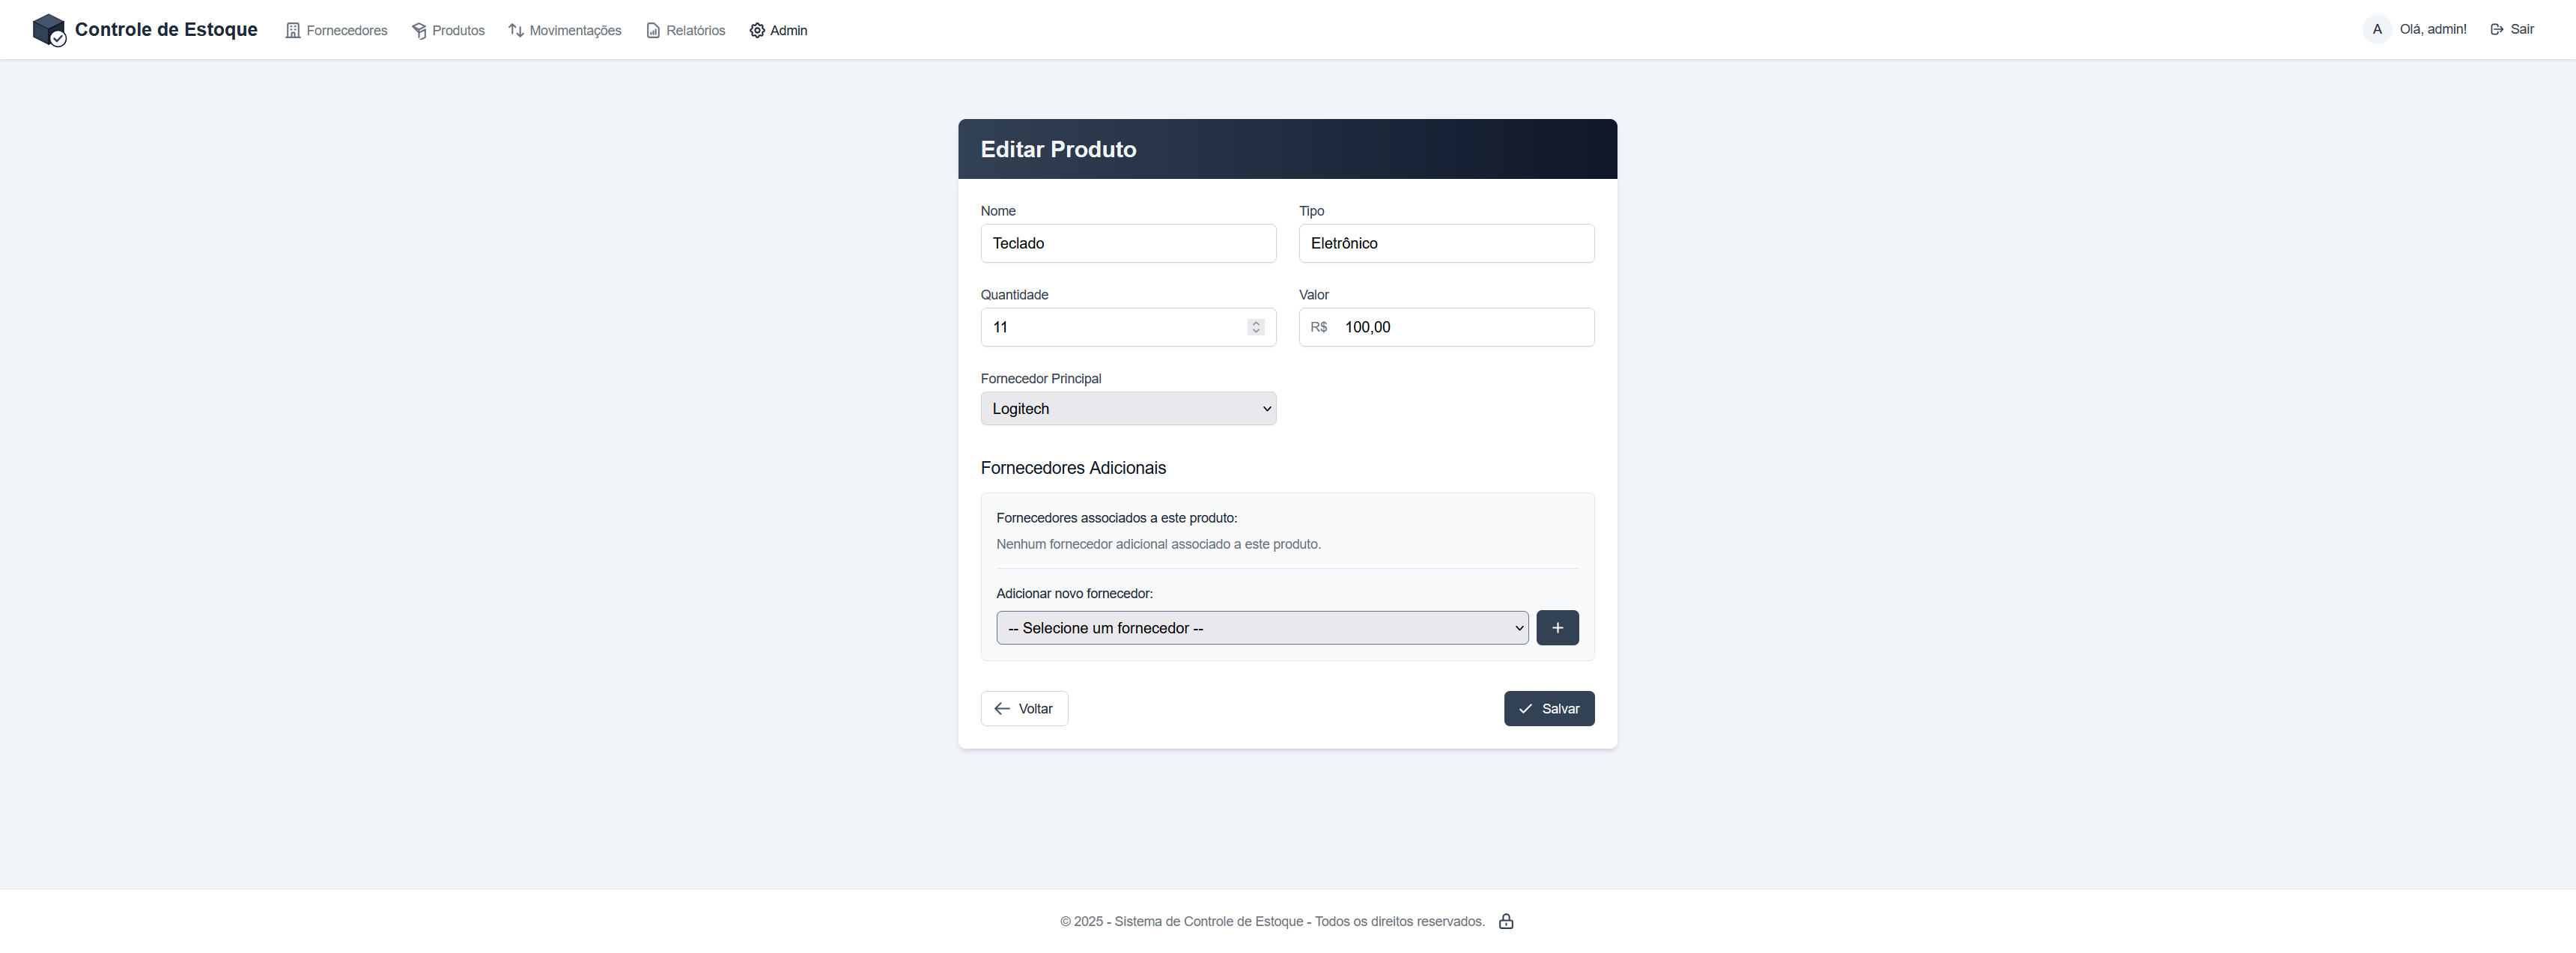 Controle de Estoque Fornecedores Produtos Movimentações Relatórios Admin A Olá, admin! Sair
Editar Produto
Nome Tipo
Teclado Eletrônico
Quantidade Valor
11 R$ 100,00
Fornecedor Principal
Logitech
Fornecedores Adicionais
Fornecedores associados a este produto:
Nenhum fornecedor adicional associado a este produto.
Adicionar novo fornecedor:
-- Selecione um fornecedor -- +
Voltar Salvar
© 2025 - Sistema de Controle de Estoque - Todos os direitos reservados.